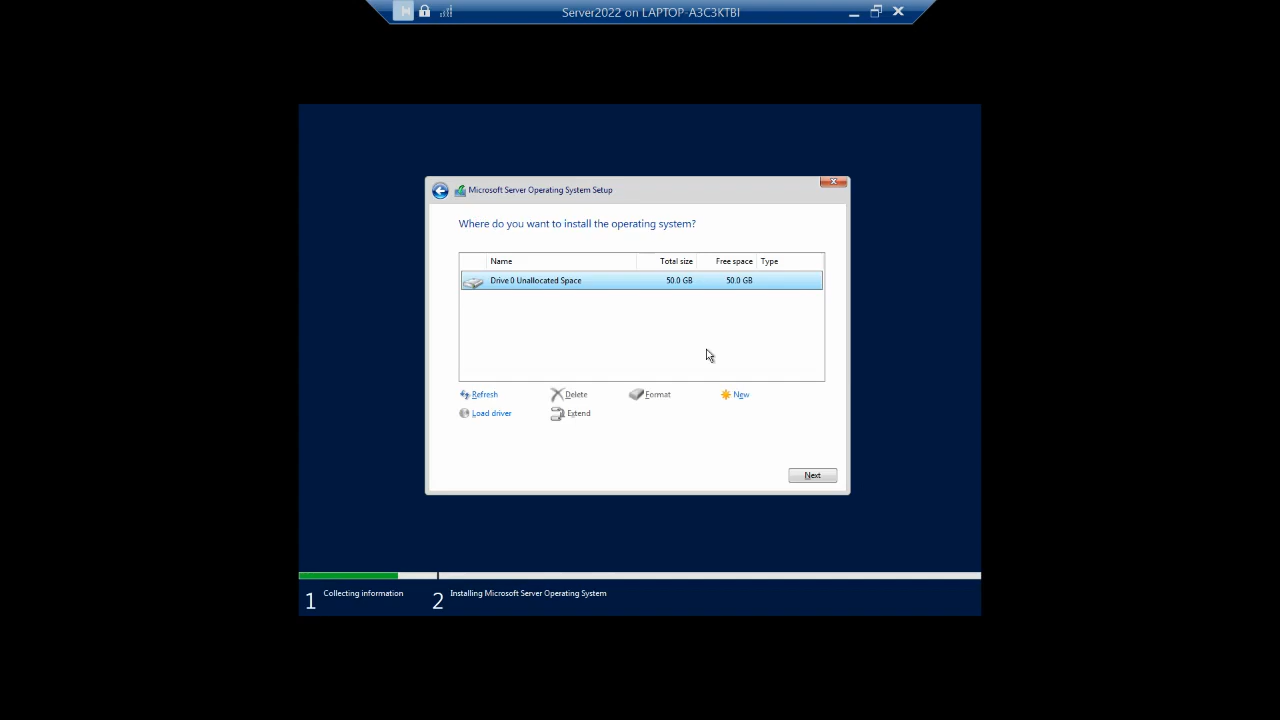 Server2022 on LAPTOP-A3C3KTBI
Microsoft Server Operating System Setup
Where do you want to install the operating system?
Name Total size Free space Type
Drive 0 Unallocated Space 50.0 GB 50.0 GB
Refresh Delete Format New
Load driver Extend
Next
1 Collecting information 2 Installing Microsoft Server Operating System